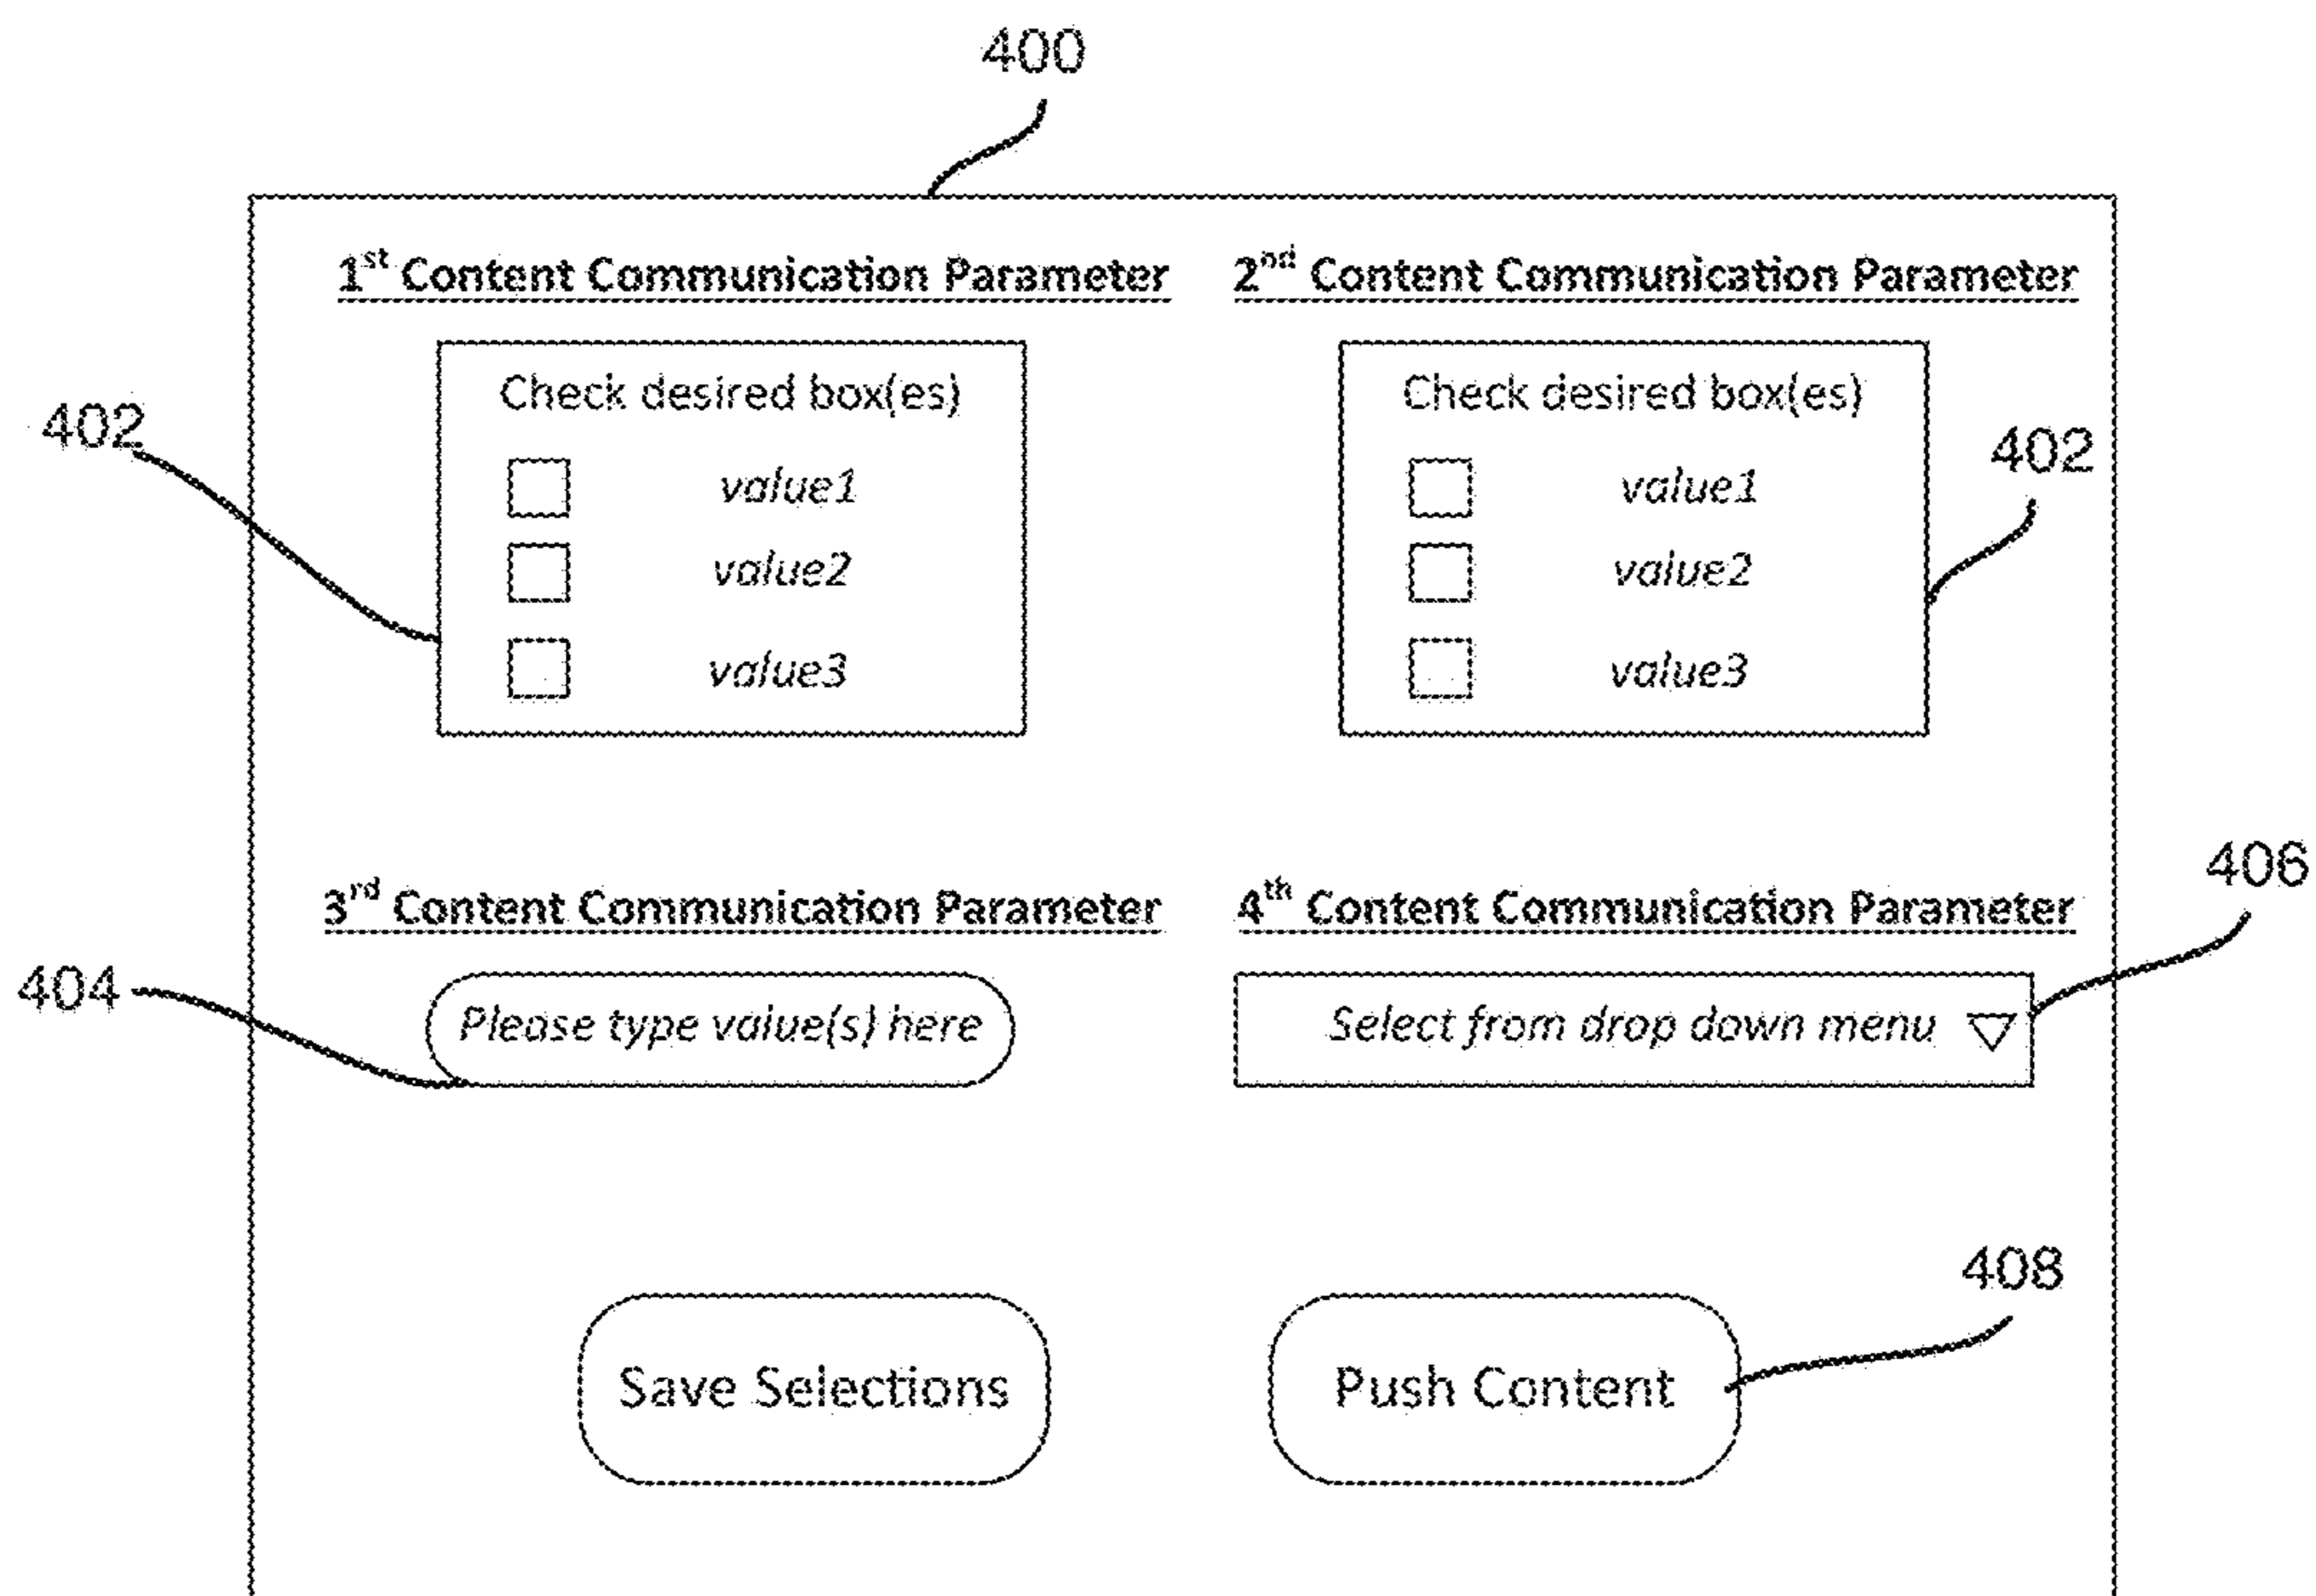 400
1st Content Communication Parameter
2nd Content Communication Parameter
Check desired box(es)
value1
value2
value3
402
Check desired box(es)
value1
value2
value3
402
3rd Content Communication Parameter
4th Content Communication Parameter
406
404
Please type value(s) here
Select from drop down menu
408
Save Selections
Push Content